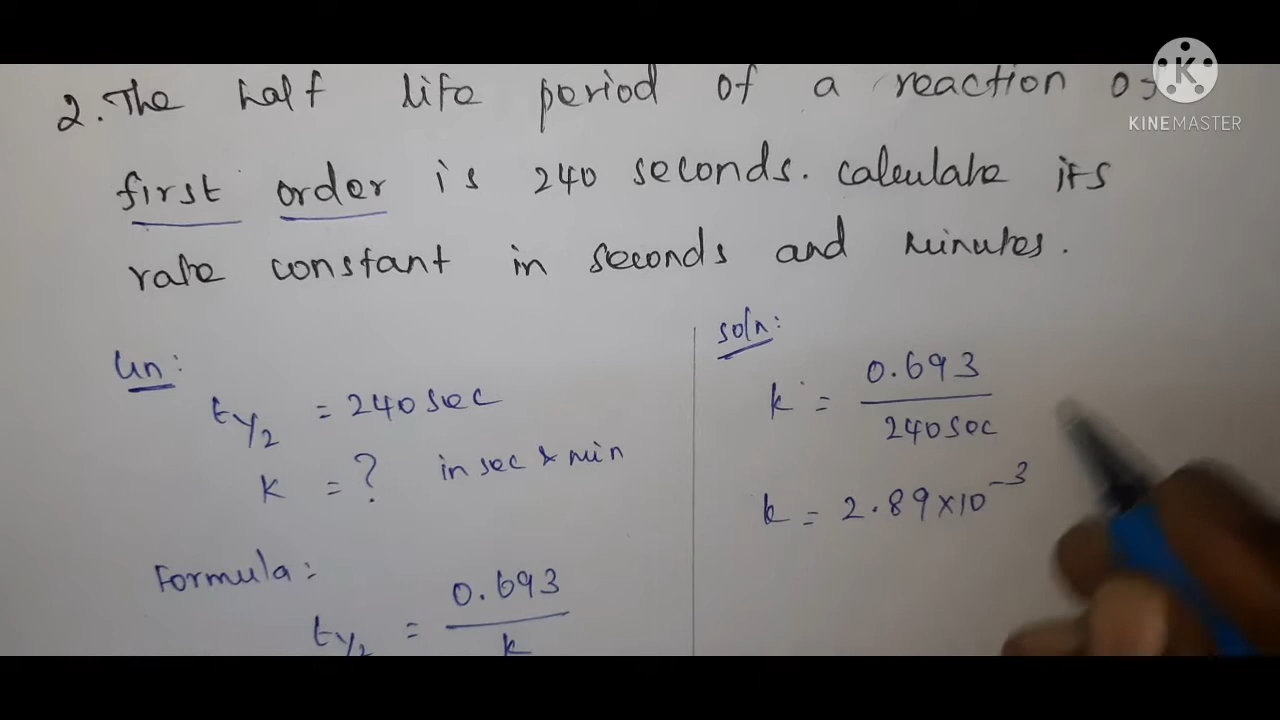 2. The half life period of a reaction of
first order is 240 seconds. calculate its
rate constant in seconds and minutes.
Gn:
t1/2 = 240 sec
k = ? in sec & min
Formula:
t1/2 = 0.693 / k
soln:
k = 0.693 / 240 sec
k = 2.89 × 10⁻³
KINEMASTER